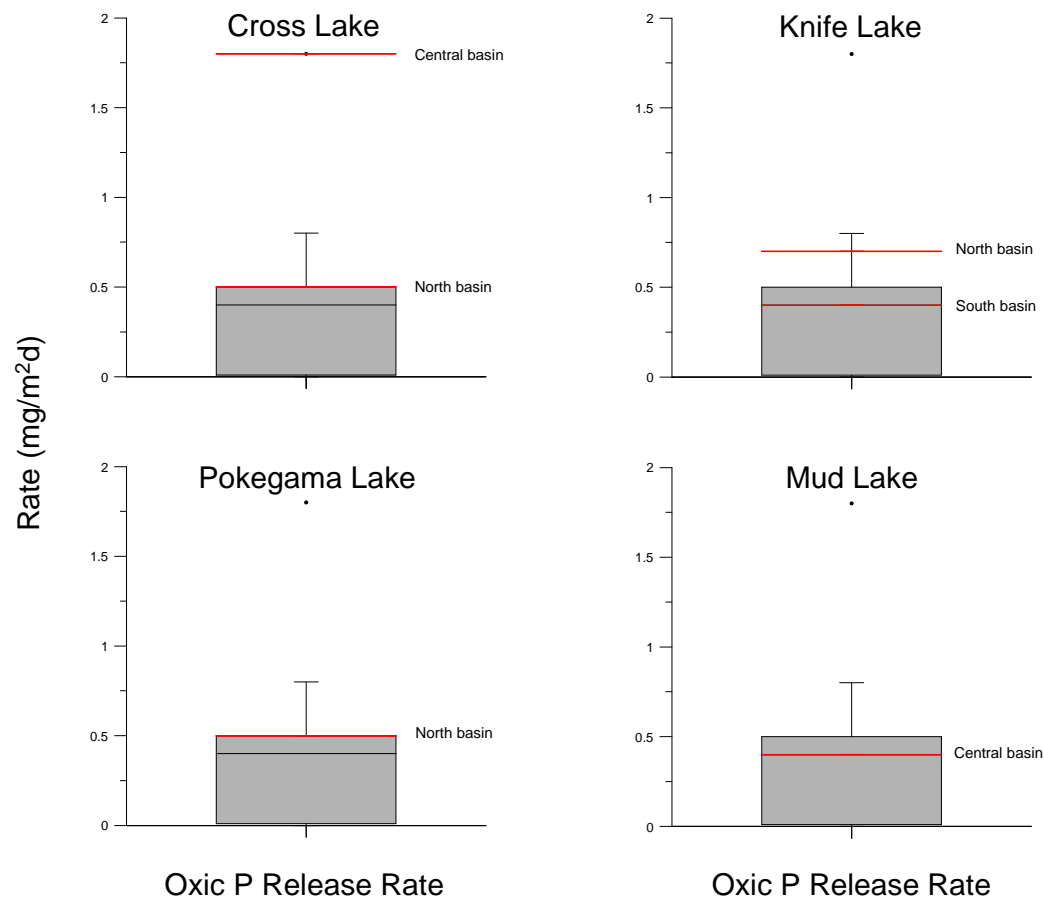 Rate (mg/m²d)
Cross Lake
2
1.5
1
0.5
0
Central basin
North basin
Knife Lake
2
1.5
1
0.5
0
North basin
South basin
Pokegama Lake
2
1.5
1
0.5
0
North basin
Oxic P Release Rate
Mud Lake
2
1.5
1
0.5
0
Central basin
Oxic P Release Rate